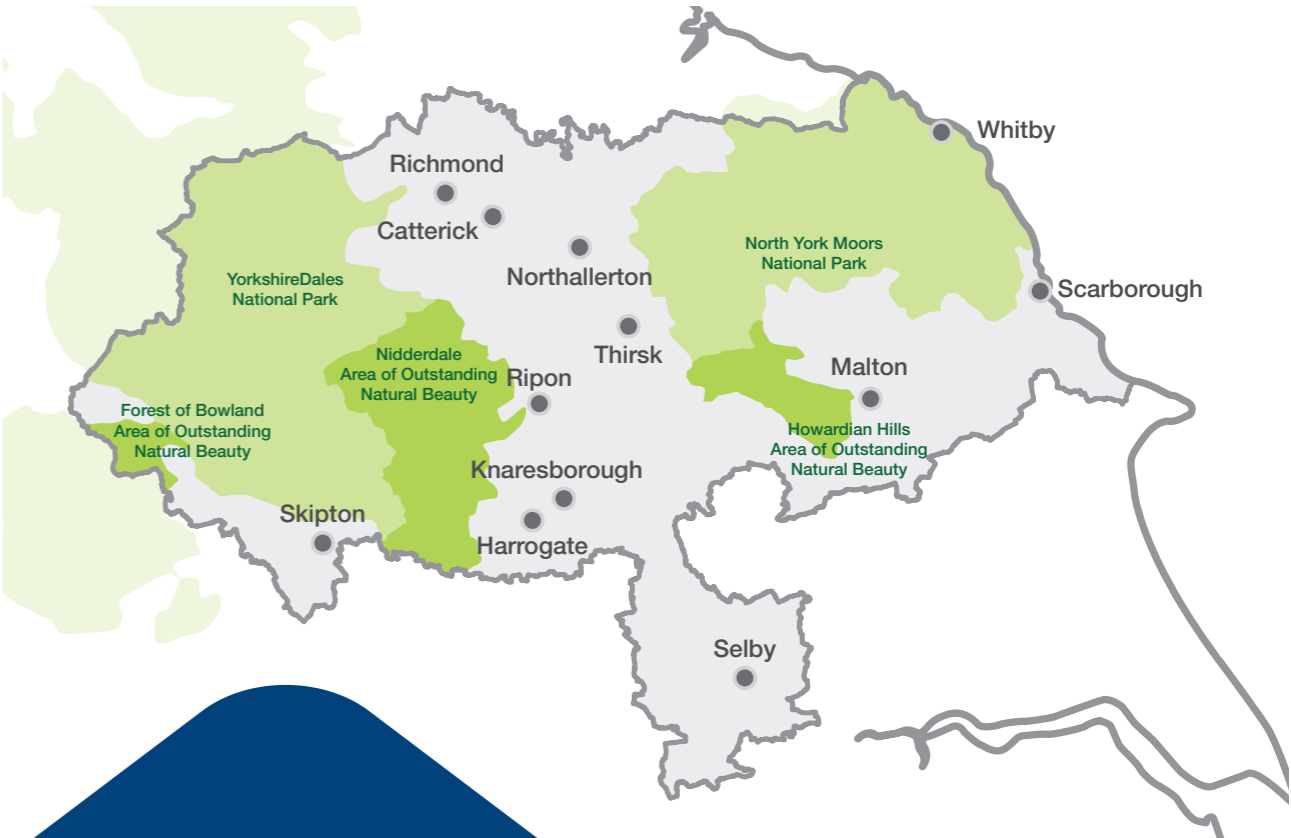 Whitby
Richmond
Catterick
Northallerton
North York Moors
National Park
YorkshireDales
National Park
Scarborough
Thirsk
Nidderdale
Area of Outstanding
Natural Beauty
Ripon
Malton
Forest of Bowland
Area of Outstanding
Natural Beauty
Howardian Hills
Area of Outstanding
Natural Beauty
Knaresborough
Skipton
Harrogate
Selby